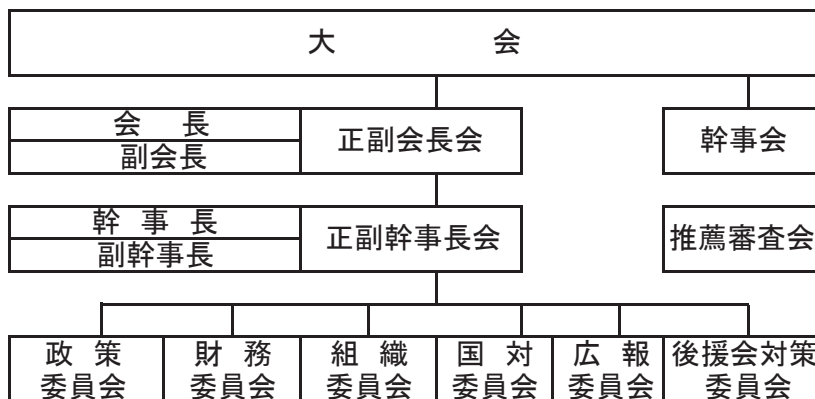 大 会
会 長
副会長
正副会長会
幹事会
幹 事 長
副幹事長
正副幹事長会
推薦審査会
政 策
委員会
財 務
委員会
組 織
委員会
国 対
委員会
広 報
委員会
後援会対策
委員会